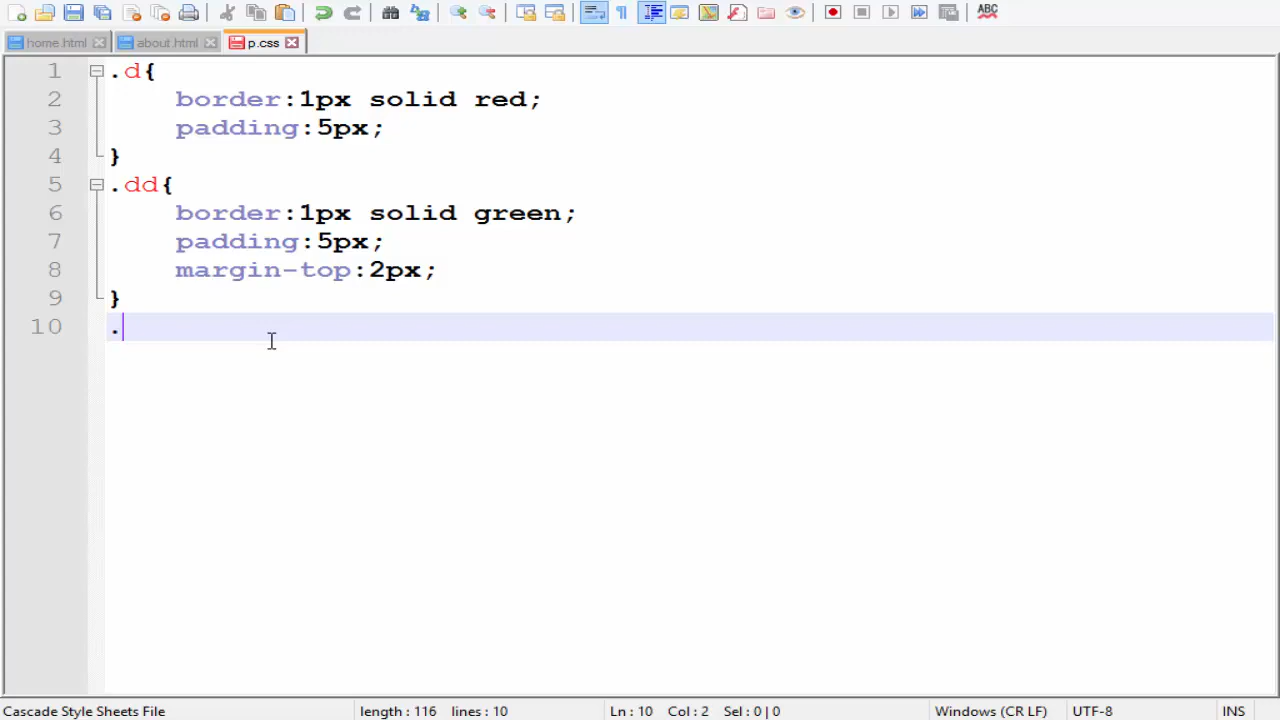 ABC
home.html about.html p.css
1 .d{
2 border:1px solid red;
3 padding:5px;
4 }
5 .dd{
6 border:1px solid green;
7 padding:5px;
8 margin-top:2px;
9 }
10 .
Cascade Style Sheets File length : 116 lines : 10 Ln : 10 Col : 2 Sel : 0 | 0 Windows (CR LF) UTF-8 INS